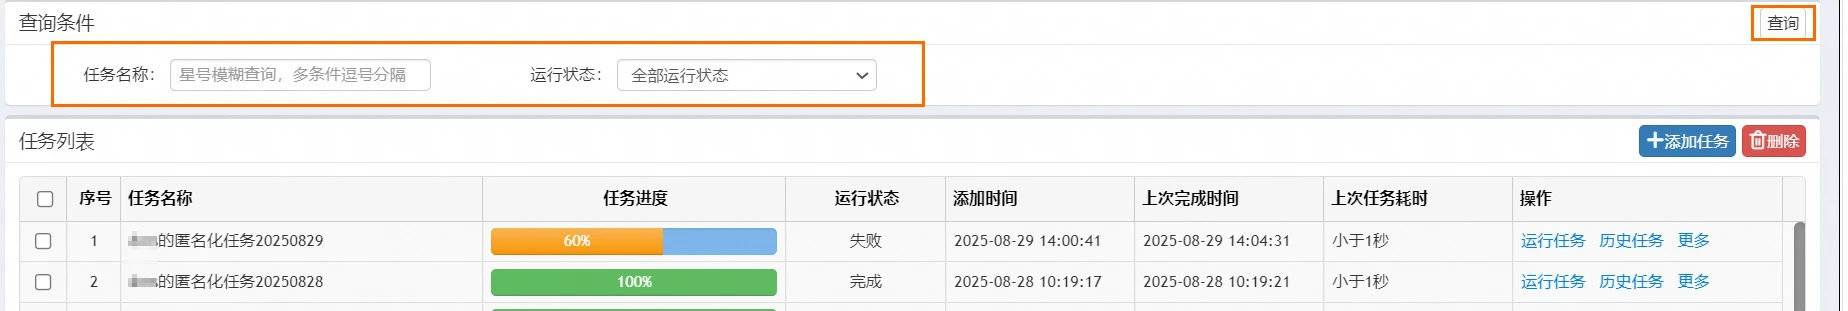 查询条件
查询
任务名称： 星号模糊查询，多条件逗号分隔 运行状态： 全部运行状态
任务列表
添加任务 删除
序号 任务名称 任务进度 运行状态 添加时间 上次完成时间 上次任务耗时 操作
1 的匿名化任务20250829 60% 失败 2025-08-29 14:00:41 2025-08-29 14:04:31 小于1秒 运行任务 历史任务 更多
2 的匿名化任务20250828 100% 完成 2025-08-28 10:19:17 2025-08-28 10:19:21 小于1秒 运行任务 历史任务 更多